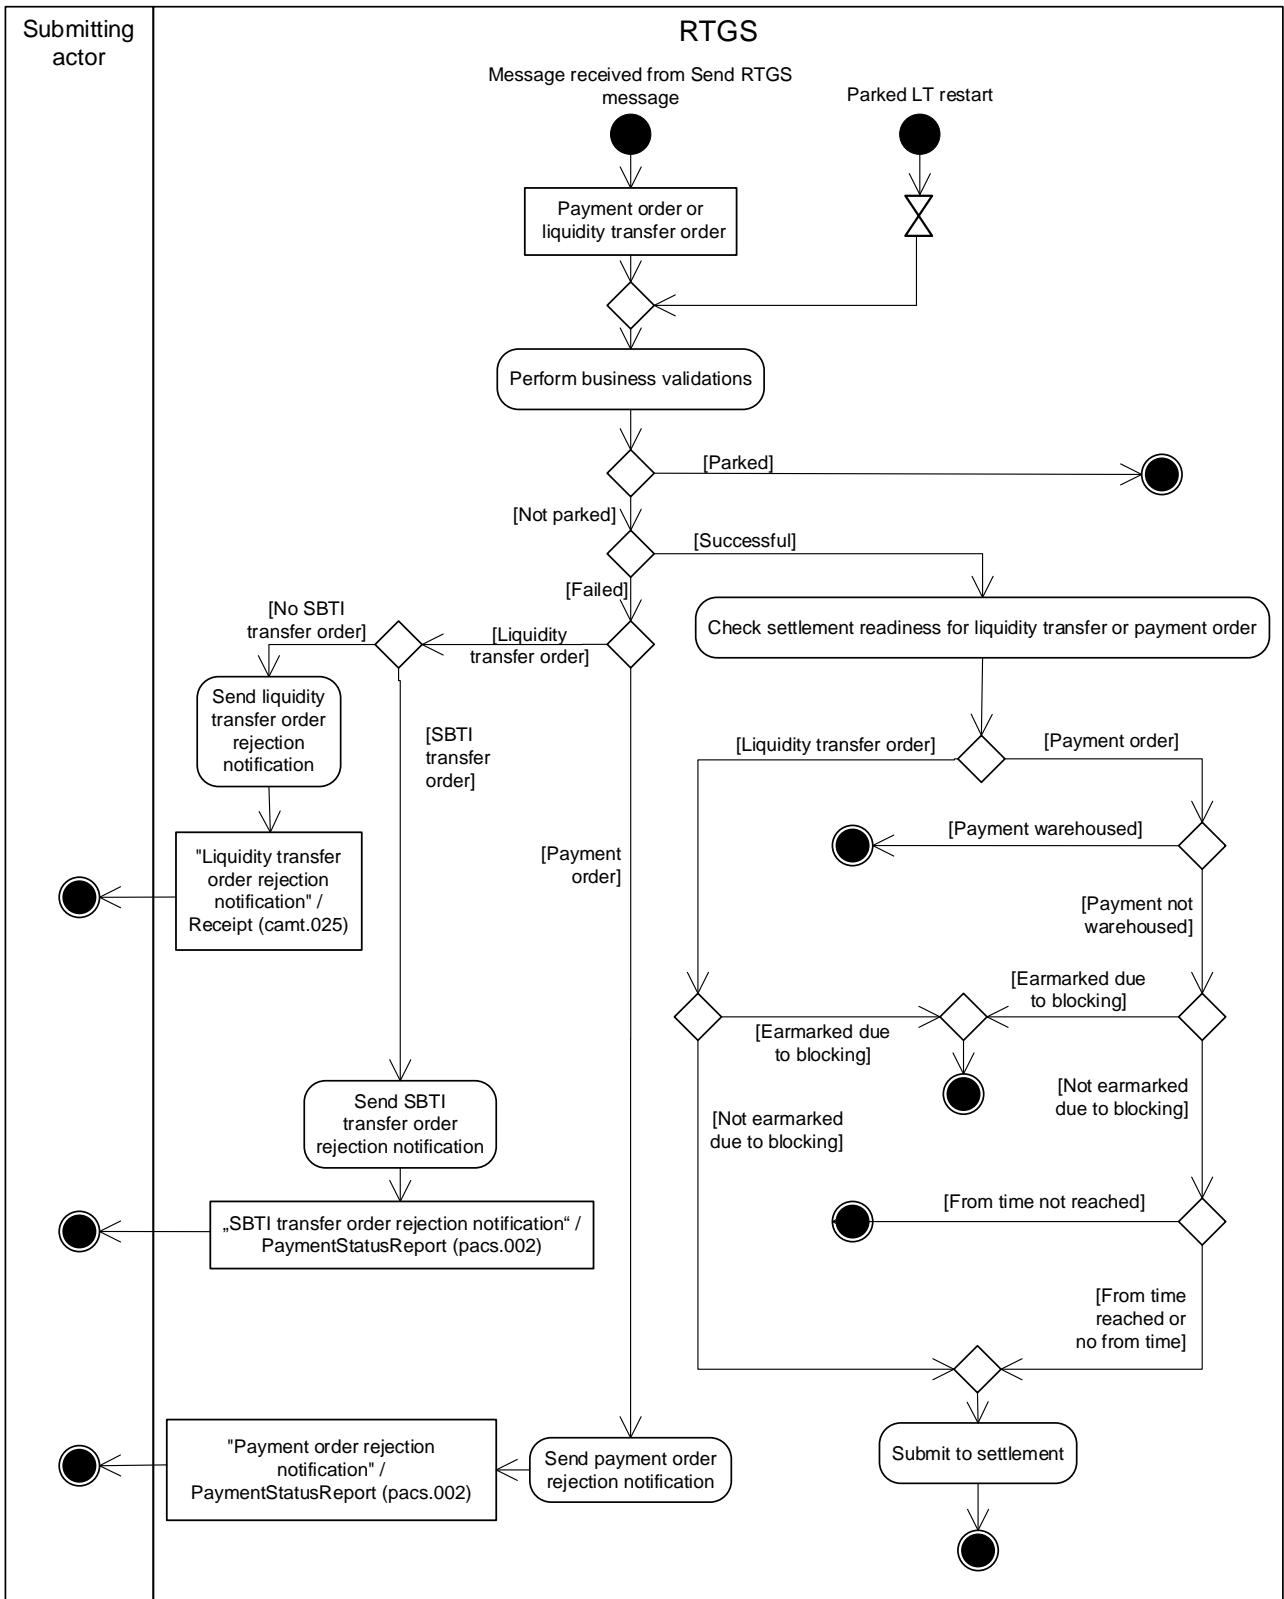 Submitting
actor
RTGS
Message received from Send RTGS
message
Parked LT restart
Payment order or
liquidity transfer order
Perform business validations
[Parked]
[Not parked]
[Successful]
[Failed]
[No SBTI
transfer order]
[Liquidity
transfer order]
Check settlement readiness for liquidity transfer or payment order
Send liquidity
transfer order
rejection
notification
[SBTI
transfer
order]
[Liquidity transfer order]
[Payment order]
[Payment warehoused]
"Liquidity transfer
order rejection
notification" /
Receipt (camt.025)
[Payment
order]
[Payment not
warehoused]
[Earmarked due
to blocking]
[Earmarked due
to blocking]
Send SBTI
transfer order
rejection notification
[Not earmarked
due to blocking]
[Not earmarked
due to blocking]
„SBTI transfer order rejection notification“ /
PaymentStatusReport (pacs.002)
[From time not reached]
[From time
reached or
no from time]
"Payment order rejection
notification" /
PaymentStatusReport (pacs.002)
Send payment order
rejection notification
Submit to settlement